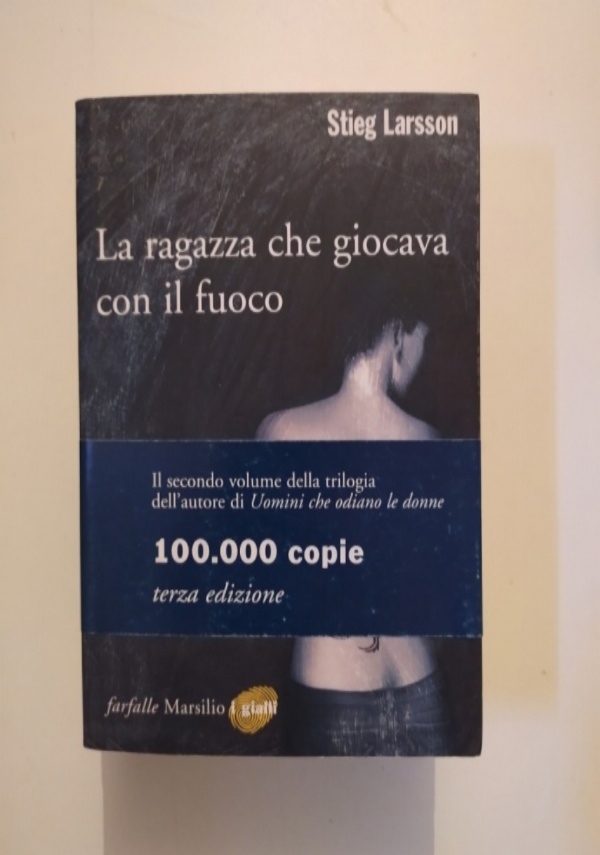 Stieg Larsson
La ragazza che giocava
con il fuoco
Il secondo volume della trilogia
dell'autore di Uomini che odiano le donne
100.000 copie
terza edizione
farfalle Marsilio i gialli